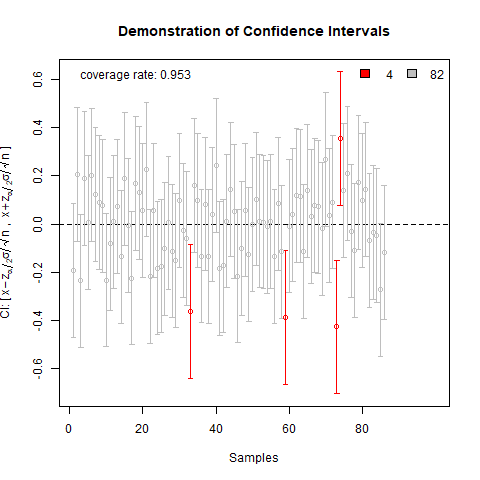 Demonstration of Confidence Intervals
coverage rate: 0.953
4
82
0.6
0.4
0.2
0.0
-0.2
-0.4
-0.6
CI: [ x−zα/2σ/√n , x+zα/2σ/√n ]
0 20 40 60 80
Samples